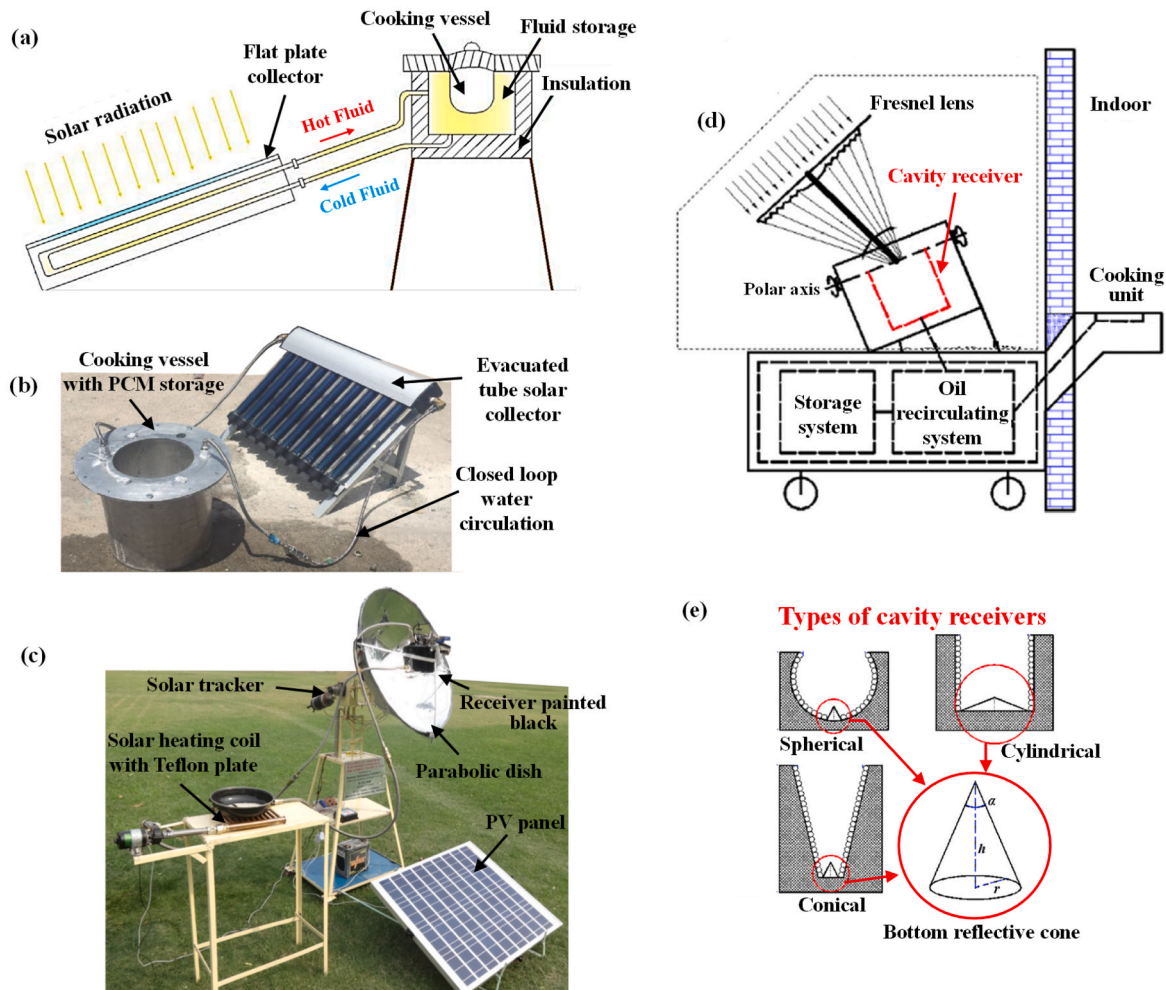 (a)
Cooking vessel
Fluid storage
Flat plate
collector
Insulation
Solar radiation
Hot Fluid
Cold Fluid
(b)
Cooking vessel
with PCM storage
Evacuated
tube solar
collector
Closed loop
water
circulation
(c)
Solar tracker
Receiver painted
black
Solar heating coil
with Teflon plate
Parabolic dish
PV panel
(d)
Fresnel lens
Indoor
Cavity receiver
Polar axis
Cooking
unit
Storage
system
Oil
recirculating
system
(e)
Types of cavity receivers
Spherical
Cylindrical
Conical
α
h
r
Bottom reflective cone